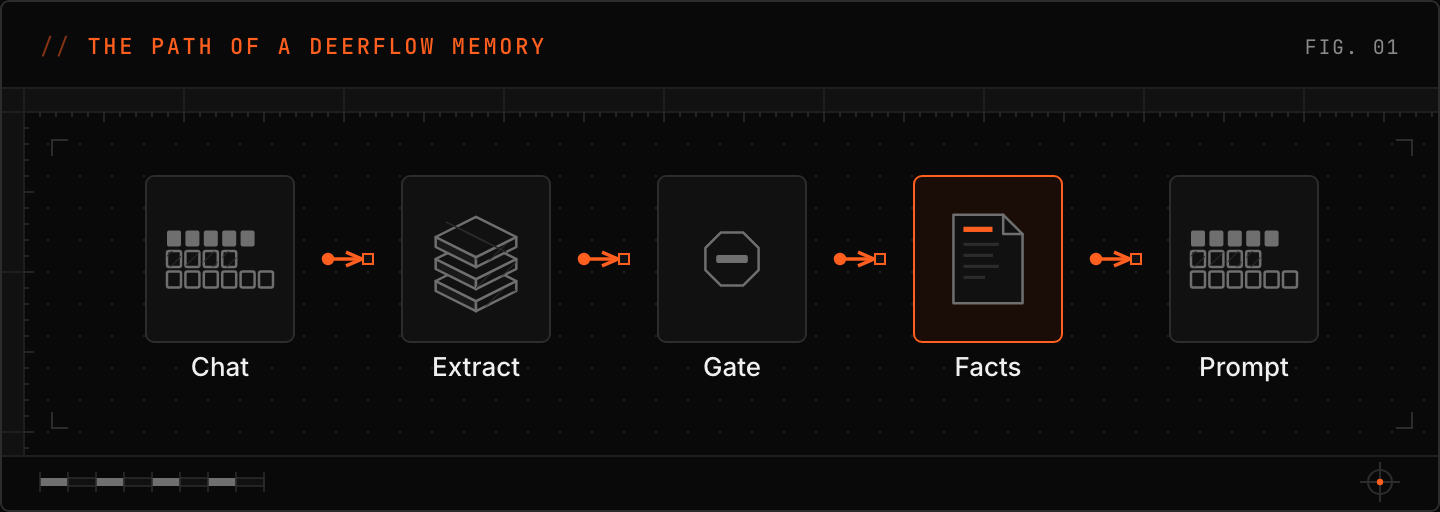 // THE PATH OF A DEERFLOW MEMORY
FIG. 01
Chat
Extract
Gate
Facts
Prompt